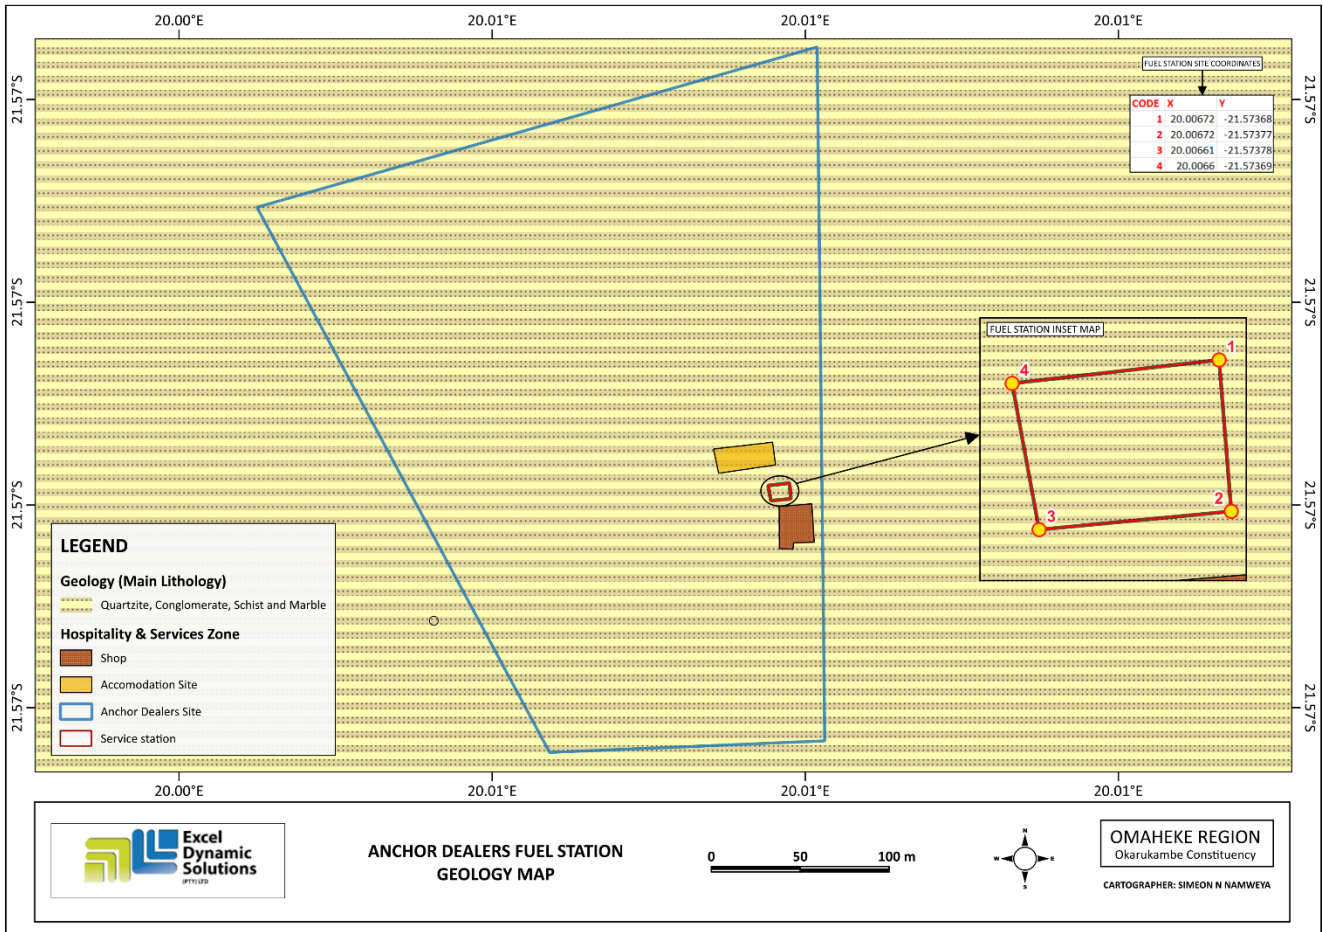 20.00°E 20.01°E 20.01°E 20.01°E
21.57°S
21.57°S
21.57°S
21.57°S
FUEL STATION SITE COORDINATES
CODE X Y
1 20.00672 -21.57368
2 20.00672 -21.57377
3 20.00661 -21.57378
4 20.0066 -21.57369
21.57°S
21.57°S
21.57°S
21.57°S
FUEL STATION INSET MAP
1
4
2
3
LEGEND
Geology (Main Lithology)
Quartzite, Conglomerate, Schist and Marble
Hospitality & Services Zone
Shop
Accomodation Site
Anchor Dealers Site
Service station
20.00°E 20.01°E 20.01°E 20.01°E
Excel
Dynamic
Solutions
(PTY) LTD
ANCHOR DEALERS FUEL STATION
GEOLOGY MAP
0 50 100 m
N
W E
S
OMAHEKE REGION
Okarukambe Constituency
CARTOGRAPHER: SIMEON N NAMWEYA